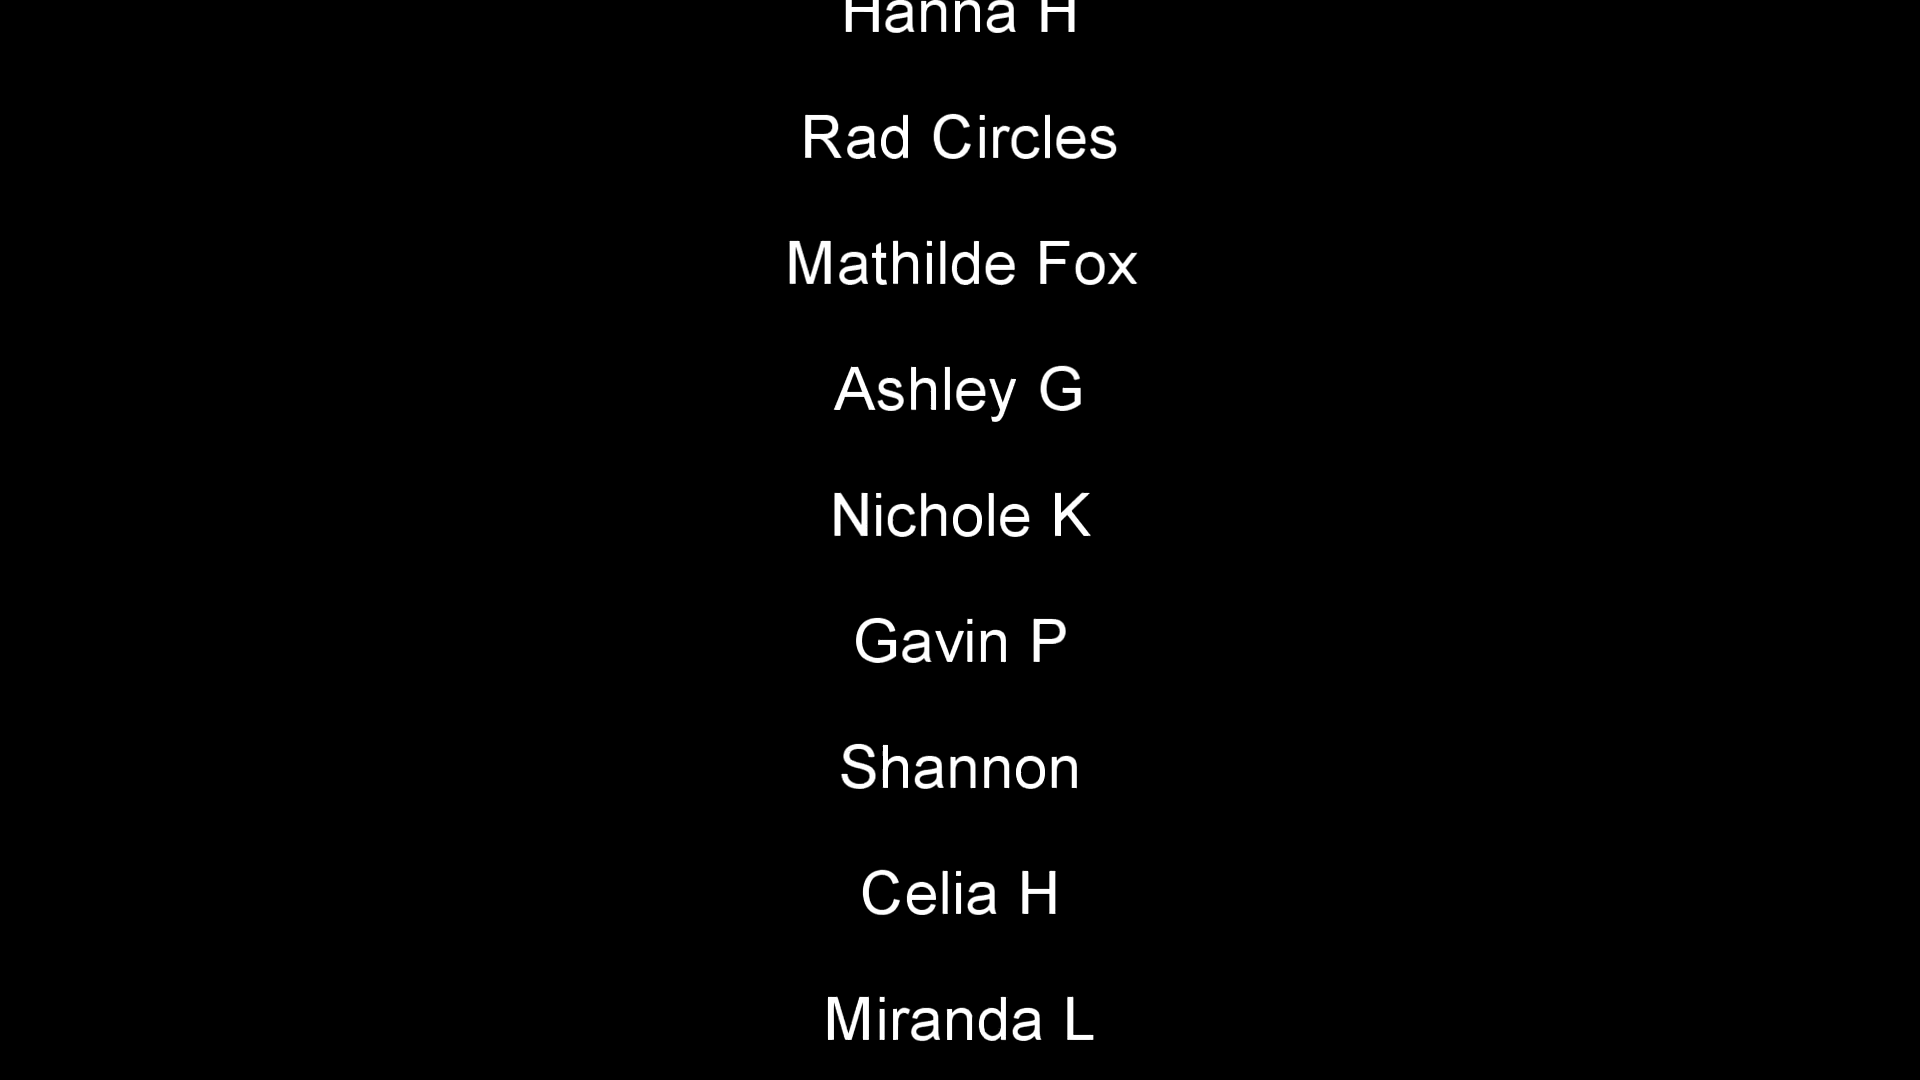 Hanna H
Rad Circles
Mathilde Fox
Ashley G
Nichole K
Gavin P
Shannon
Celia H
Miranda L